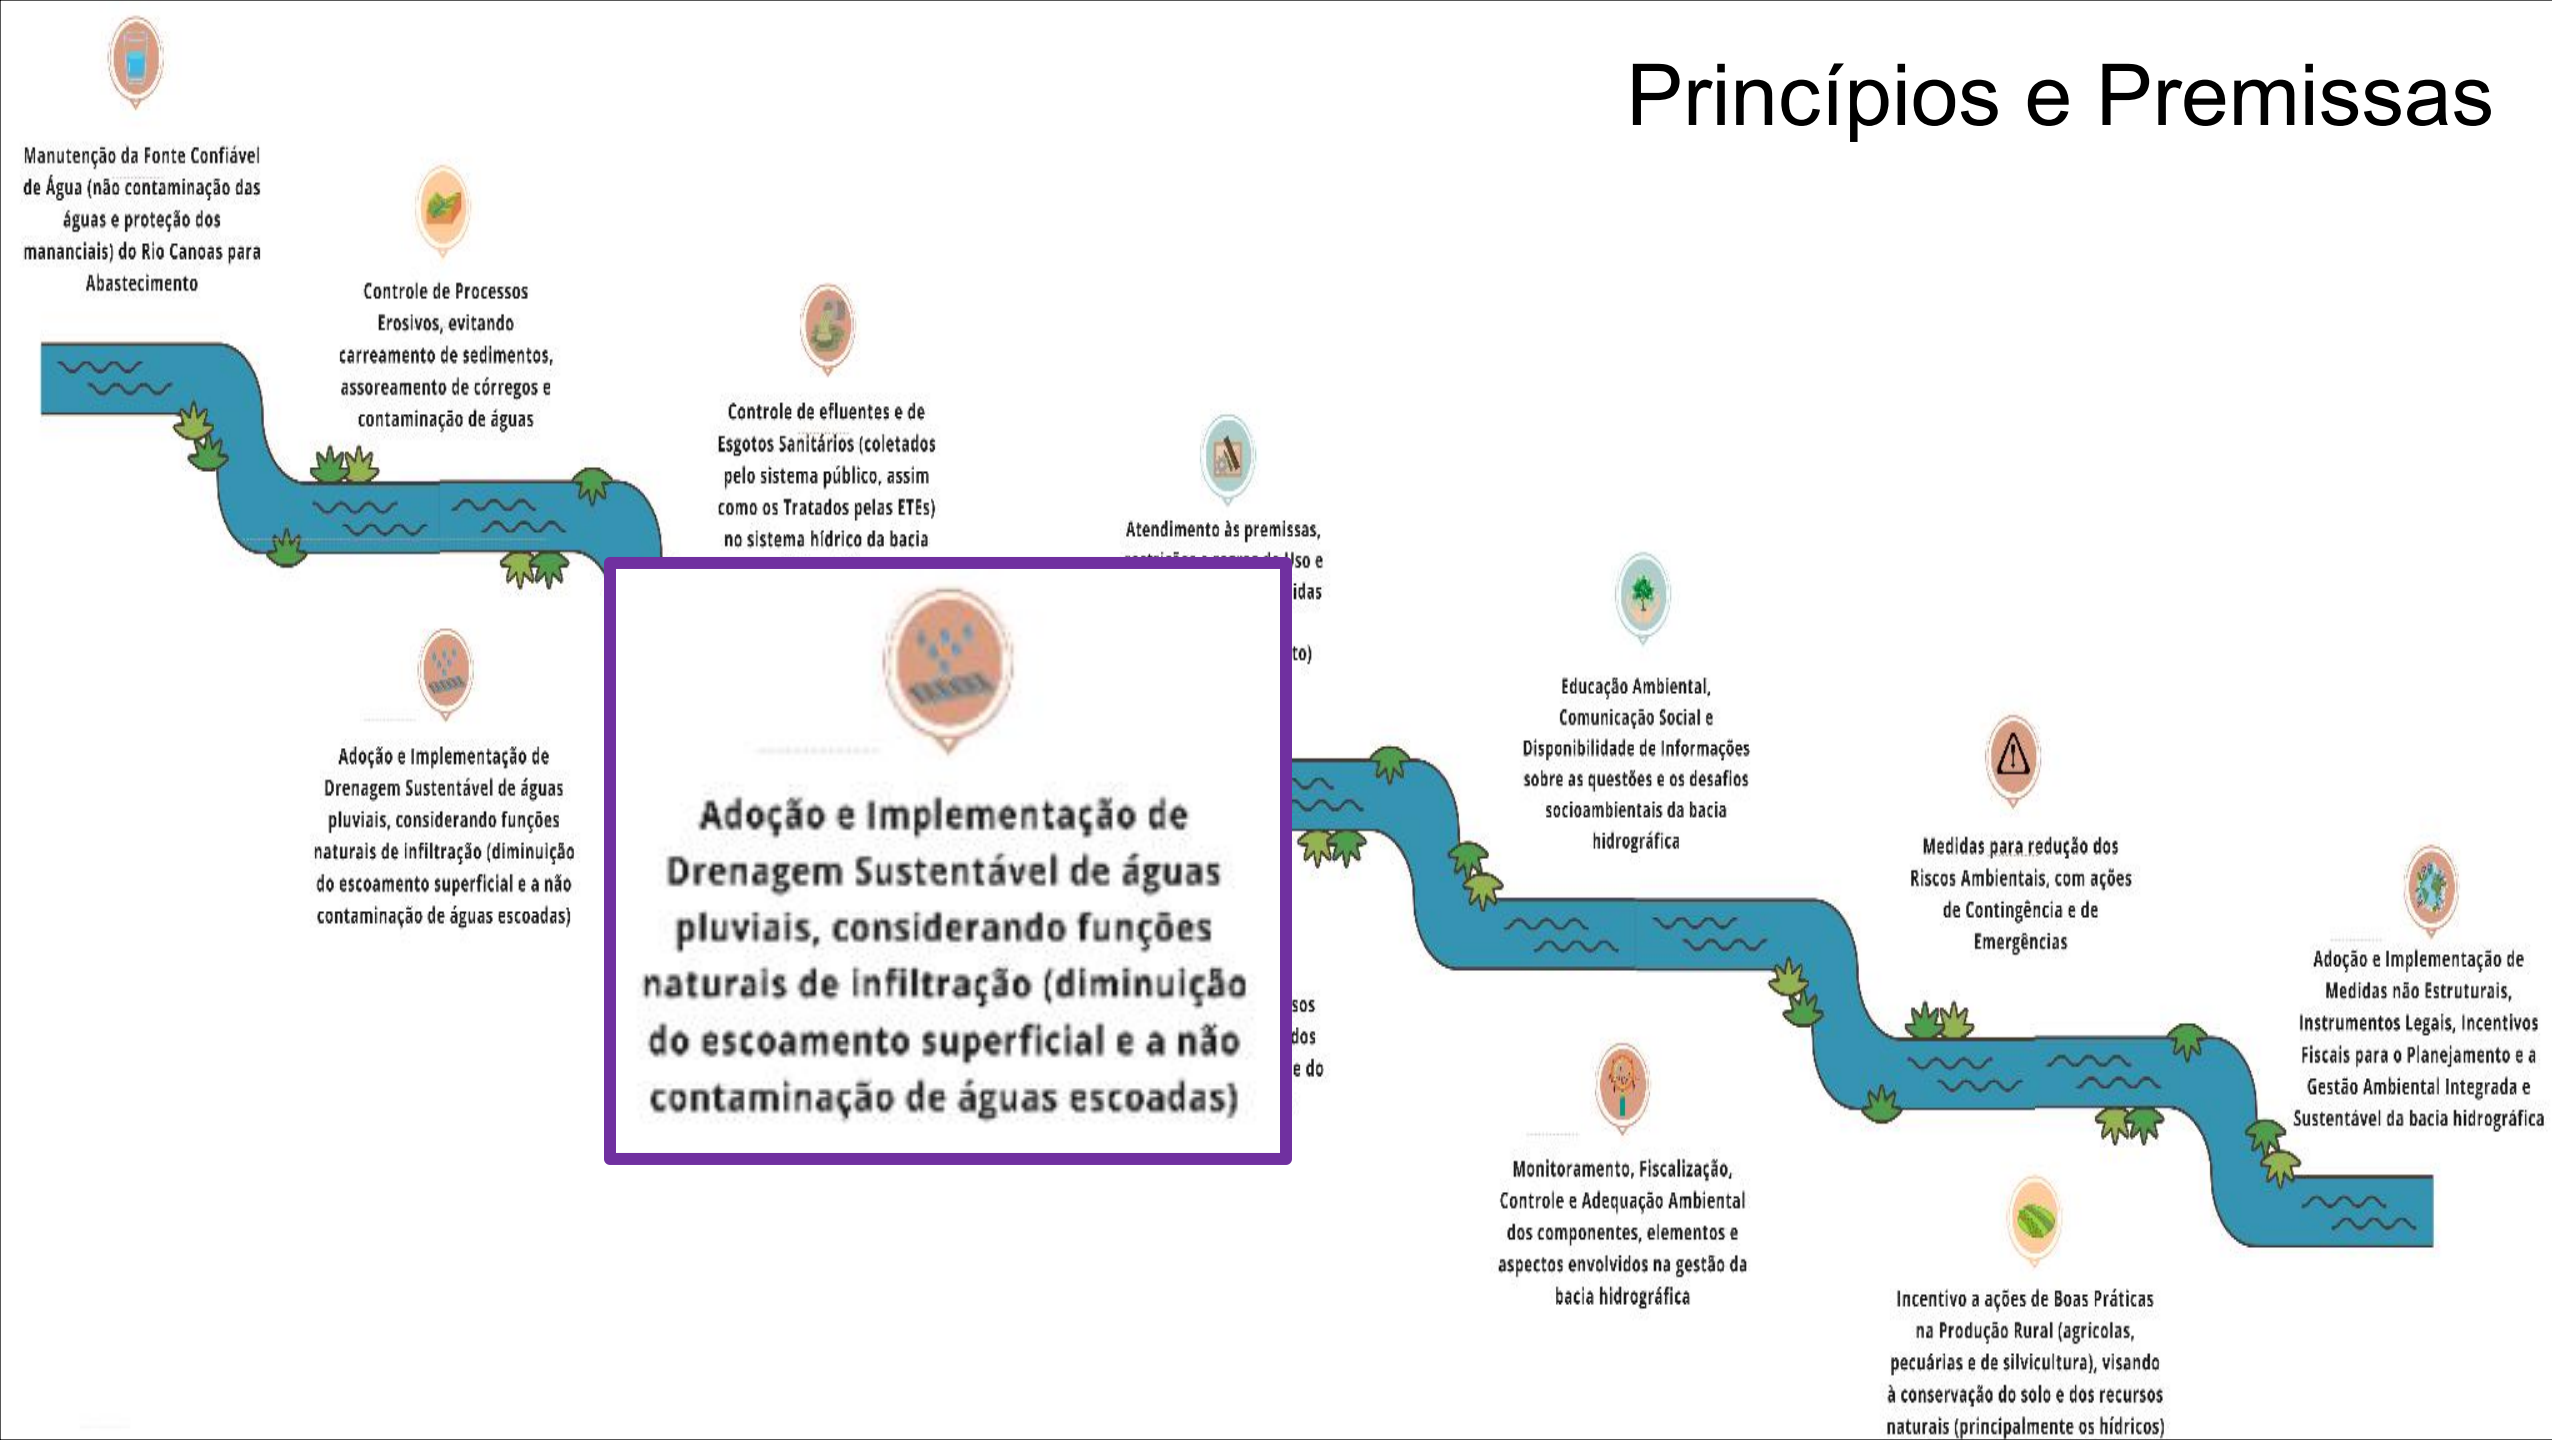 Princípios e Premissas
Manutenção da Fonte Confiável
de Água (não contaminação das
águas e proteção dos
mananciais) do Rio Canoas para
Abastecimento
Controle de Processos
Erosivos, evitando
carreamento de sedimentos,
assoreamento de córregos e
contaminação de águas
Controle de efluentes e de
Esgotos Sanitários (coletados
pelo sistema público, assim
como os Tratados pelas ETEs)
no sistema hídrico da bacia
Atendimento às premissas,
Uso e
Adoção e Implementação de
Drenagem Sustentável de águas
pluviais, considerando funções
naturais de infiltração (diminuição
do escoamento superficial e a não
contaminação de águas escoadas)
Adoção e Implementação de
Drenagem Sustentável de águas
pluviais, considerando funções
naturais de infiltração (diminuição
do escoamento superficial e a não
contaminação de águas escoadas)
e do
Educação Ambiental,
Comunicação Social e
Disponibilidade de Informações
sobre as questões e os desafios
socioambientais da bacia
hidrográfica
Medidas para redução dos
Riscos Ambientais, com ações
de Contingência e de
Emergências
Adoção e Implementação de
Medidas não Estruturais,
Instrumentos Legais, Incentivos
Fiscais para o Planejamento e a
Gestão Ambiental Integrada e
Sustentável da bacia hidrográfica
Monitoramento, Fiscalização,
Controle e Adequação Ambiental
dos componentes, elementos e
aspectos envolvidos na gestão da
bacia hidrográfica
Incentivo a ações de Boas Práticas
na Produção Rural (agrícolas,
pecuárias e de silvicultura), visando
à conservação do solo e dos recursos
naturais (principalmente os hídricos)